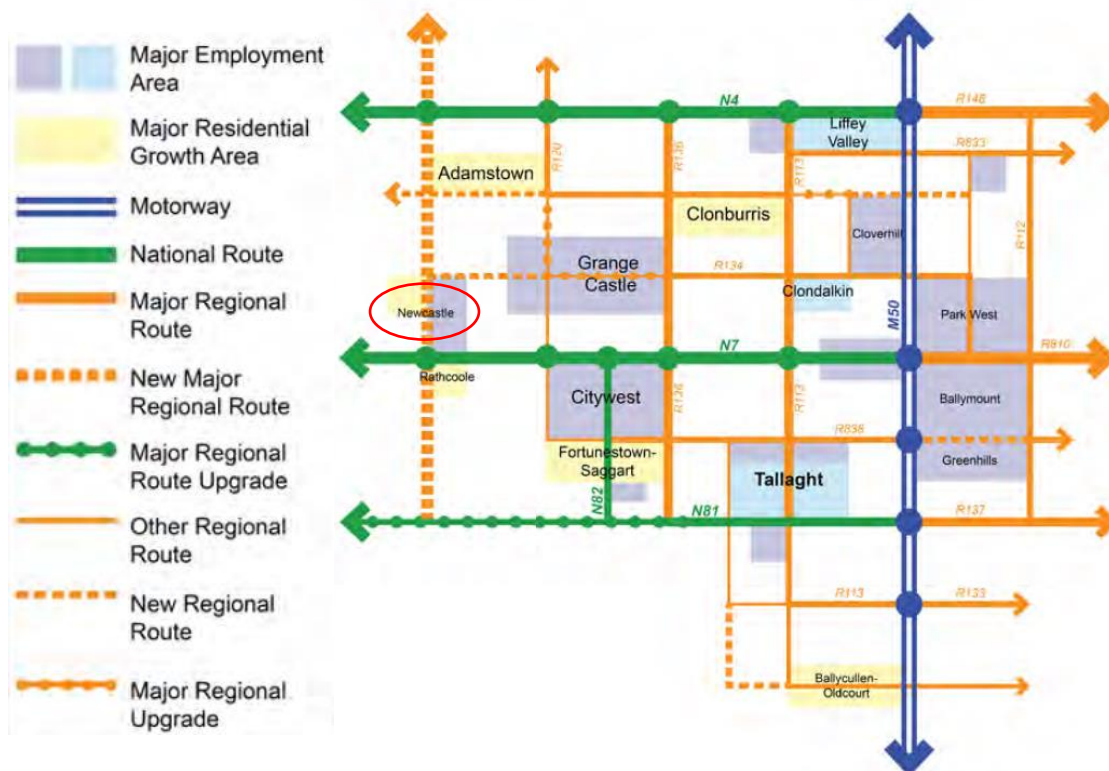 Major Employment
Area
Major Residential
Growth Area
Motorway
National Route
Major Regional
Route
New Major
Regional Route
Major Regional
Route Upgrade
Other Regional
Route
New Regional
Route
Major Regional
Upgrade
N4
R148
Liffey
Valley
R833
R120
R136
R113
Adamstown
Clonburris
Cloverhill
R112
Grange
Castle
R134
Clondalkin
Newcastle
M50
Park West
N7
R810
Rathcoole
Citywest
R136
R113
Ballymount
R838
Fortunestown-
Saggart
Greenhills
Tallaght
N82
N81
R137
R113
R133
Ballycullen-
Oldcourt